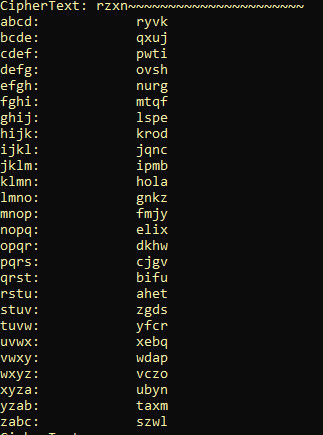 CipherText: rzxn~~~~~~~~~~~~~~~~~~~~~~
abcd: ryvk
bcde: qxuj
cdef: pwti
defg: ovsh
efgh: nurg
fghi: mtqf
ghij: lspe
hijk: krod
ijkl: jqnc
jklm: ipmb
klmn: hola
lmno: gnkz
mnop: fmjy
nopq: elix
opqr: dkhw
pqrs: cjgv
qrst: bifu
rstu: ahet
stuv: zgds
tuvw: yfcr
uvwx: xebq
vwxy: wdap
wxyz: vczo
xyza: ubyn
yzab: taxm
zabc: szwl